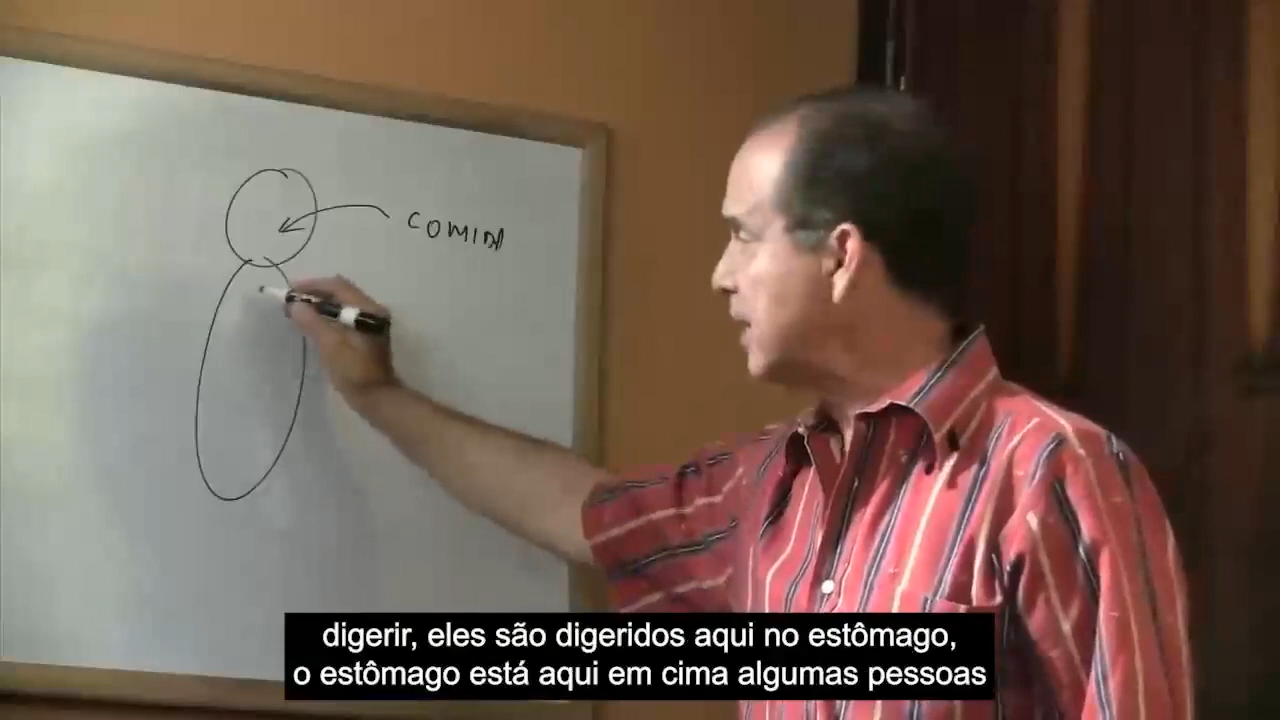 COMIDA
digerir, eles são digeridos aqui no estômago,
o estômago está aqui em cima algumas pessoas